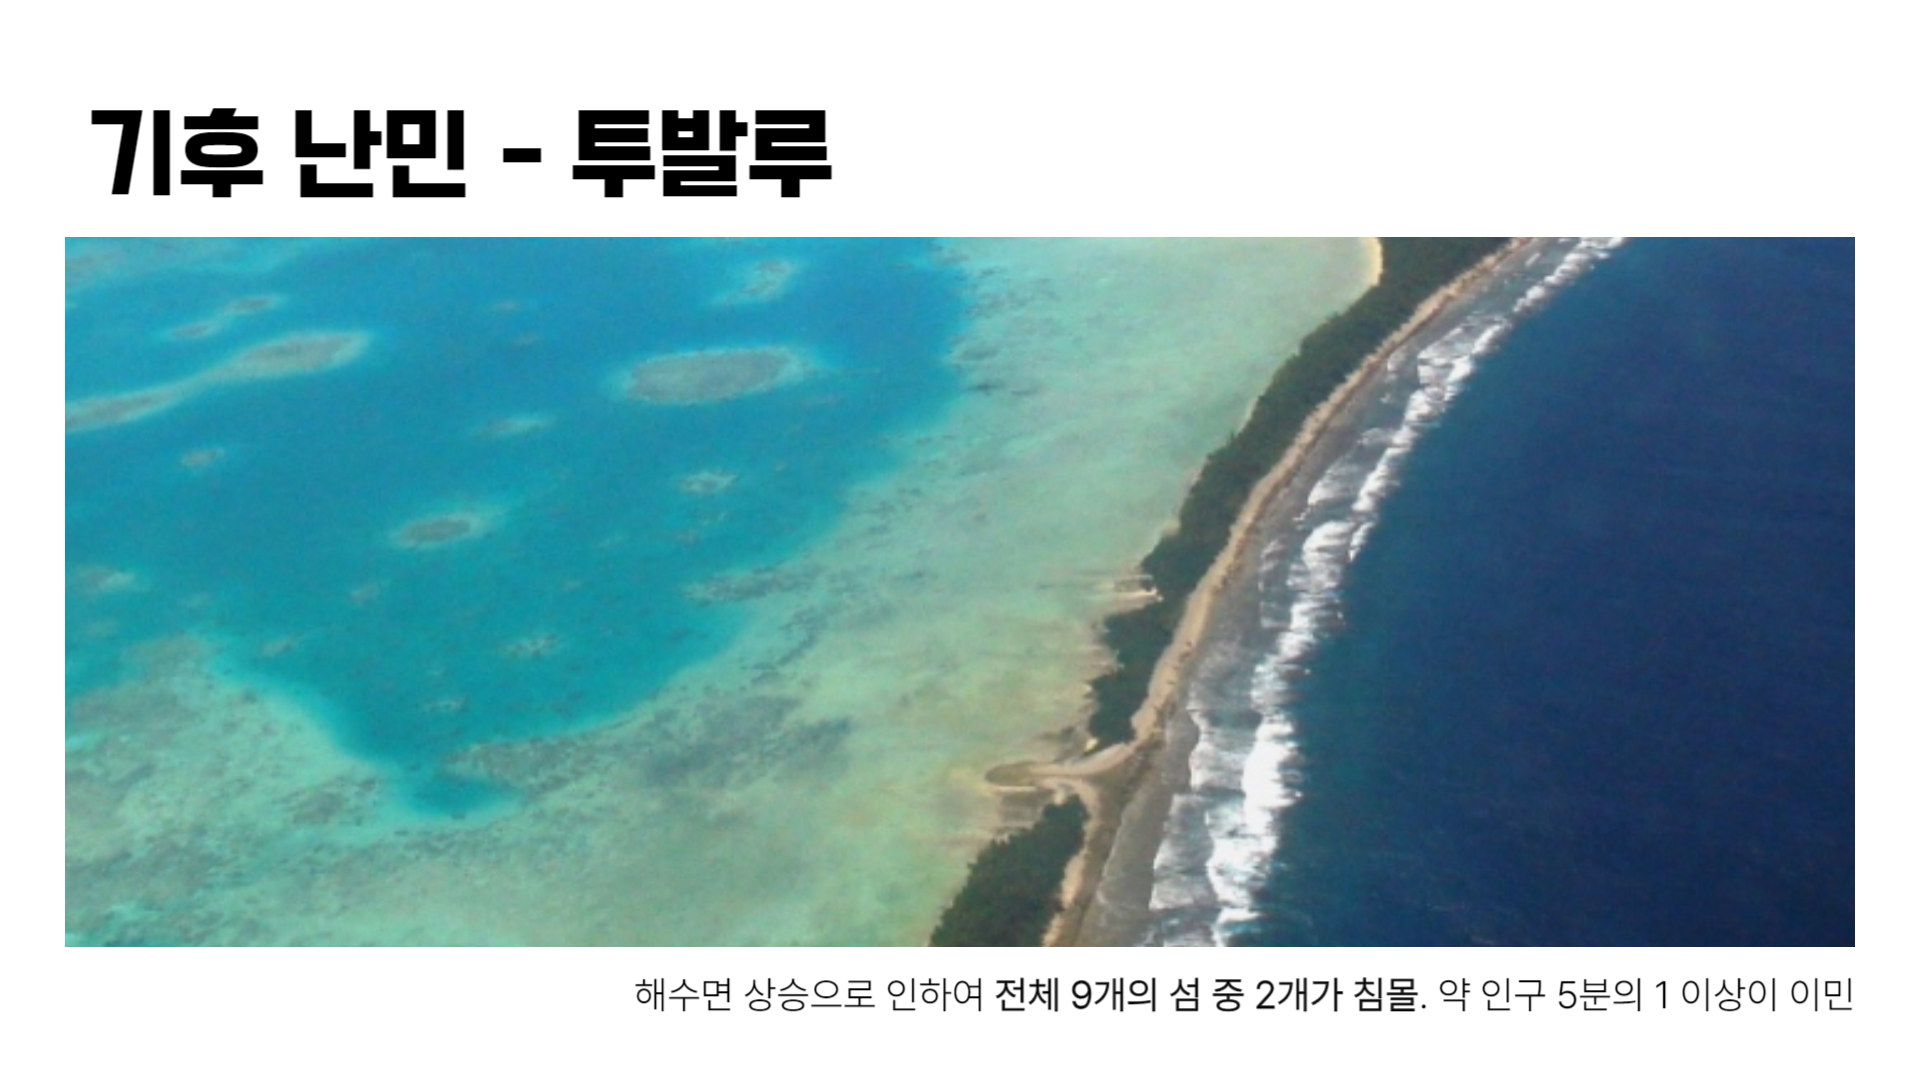 기후 난민 - 투발루
해수면 상승으로 인하여 전체 9개의 섬 중 2개가 침몰. 약 인구 5분의 1 이상이 이민